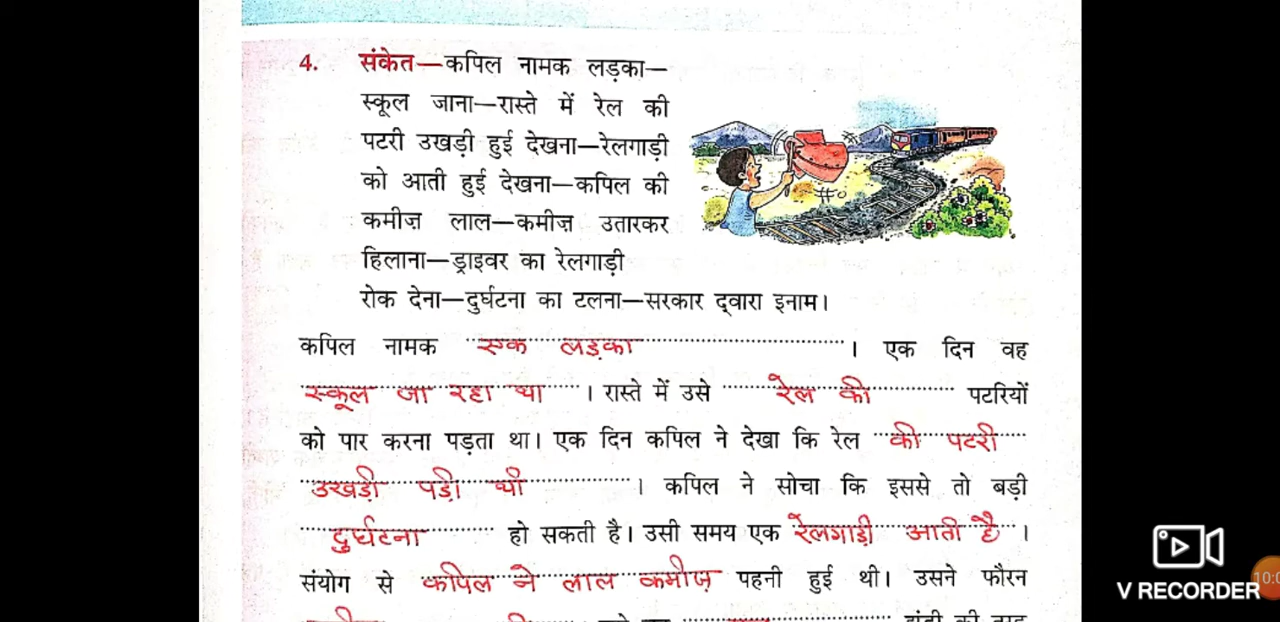 4. संकेत—कपिल नामक लड़का—
स्कूल जाना—रास्ते में रेल की
पटरी उखड़ी हुई देखना—रेलगाड़ी
को आती हुई देखना—कपिल की
कमीज़ लाल—कमीज़ उतारकर
हिलाना—ड्राइवर का रेलगाड़ी
रोक देना—दुर्घटना का टलना—सरकार द्वारा इनाम।
कपिल नामक एक लड़का । एक दिन वह
स्कूल जा रहा था । रास्ते में उसे रेल की पटरियों
को पार करना पड़ता था। एक दिन कपिल ने देखा कि रेल की पटरी
उखड़ी पड़ी थी । कपिल ने सोचा कि इससे तो बड़ी
दुर्घटना हो सकती है। उसी समय एक रेलगाड़ी आती है ।
संयोग से कपिल ने लाल कमीज़ पहनी हुई थी। उसने फौरन
V RECORDER